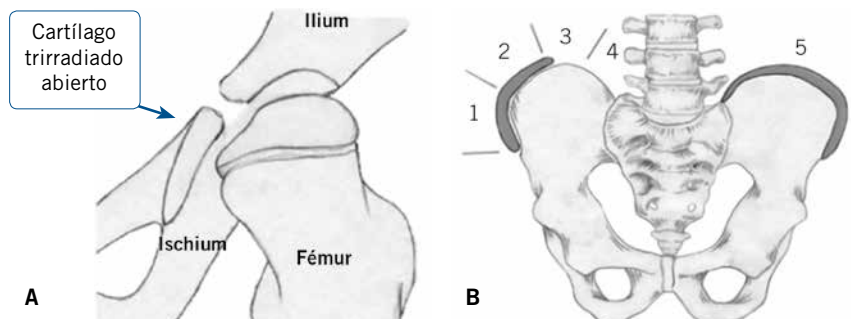 Cartílago
trirradiado
abierto
Ilium
Ischium
Fémur
A
1
2
3
4
5
B